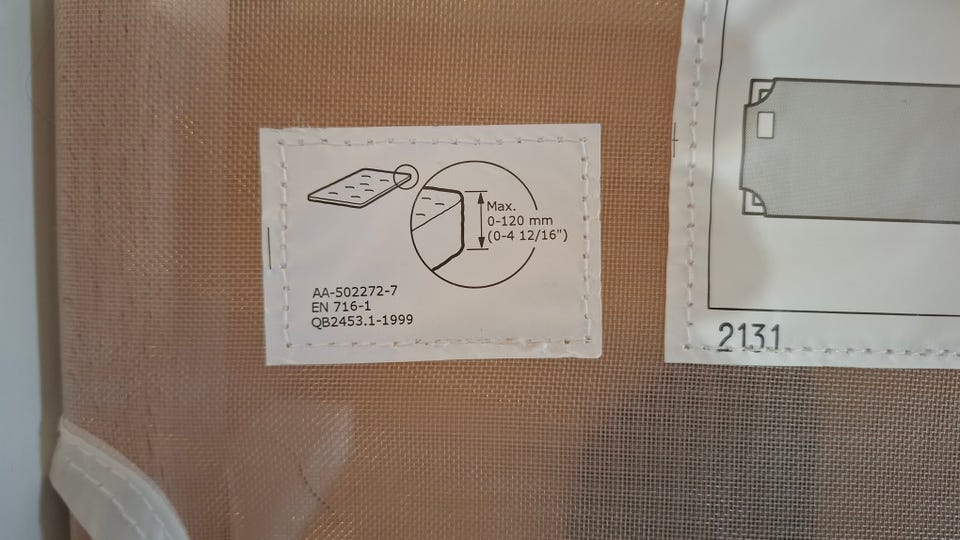 Max.
0-120 mm
(0-4 12/16")
AA-502272-7
EN 716-1
QB2453.1-1999
2131